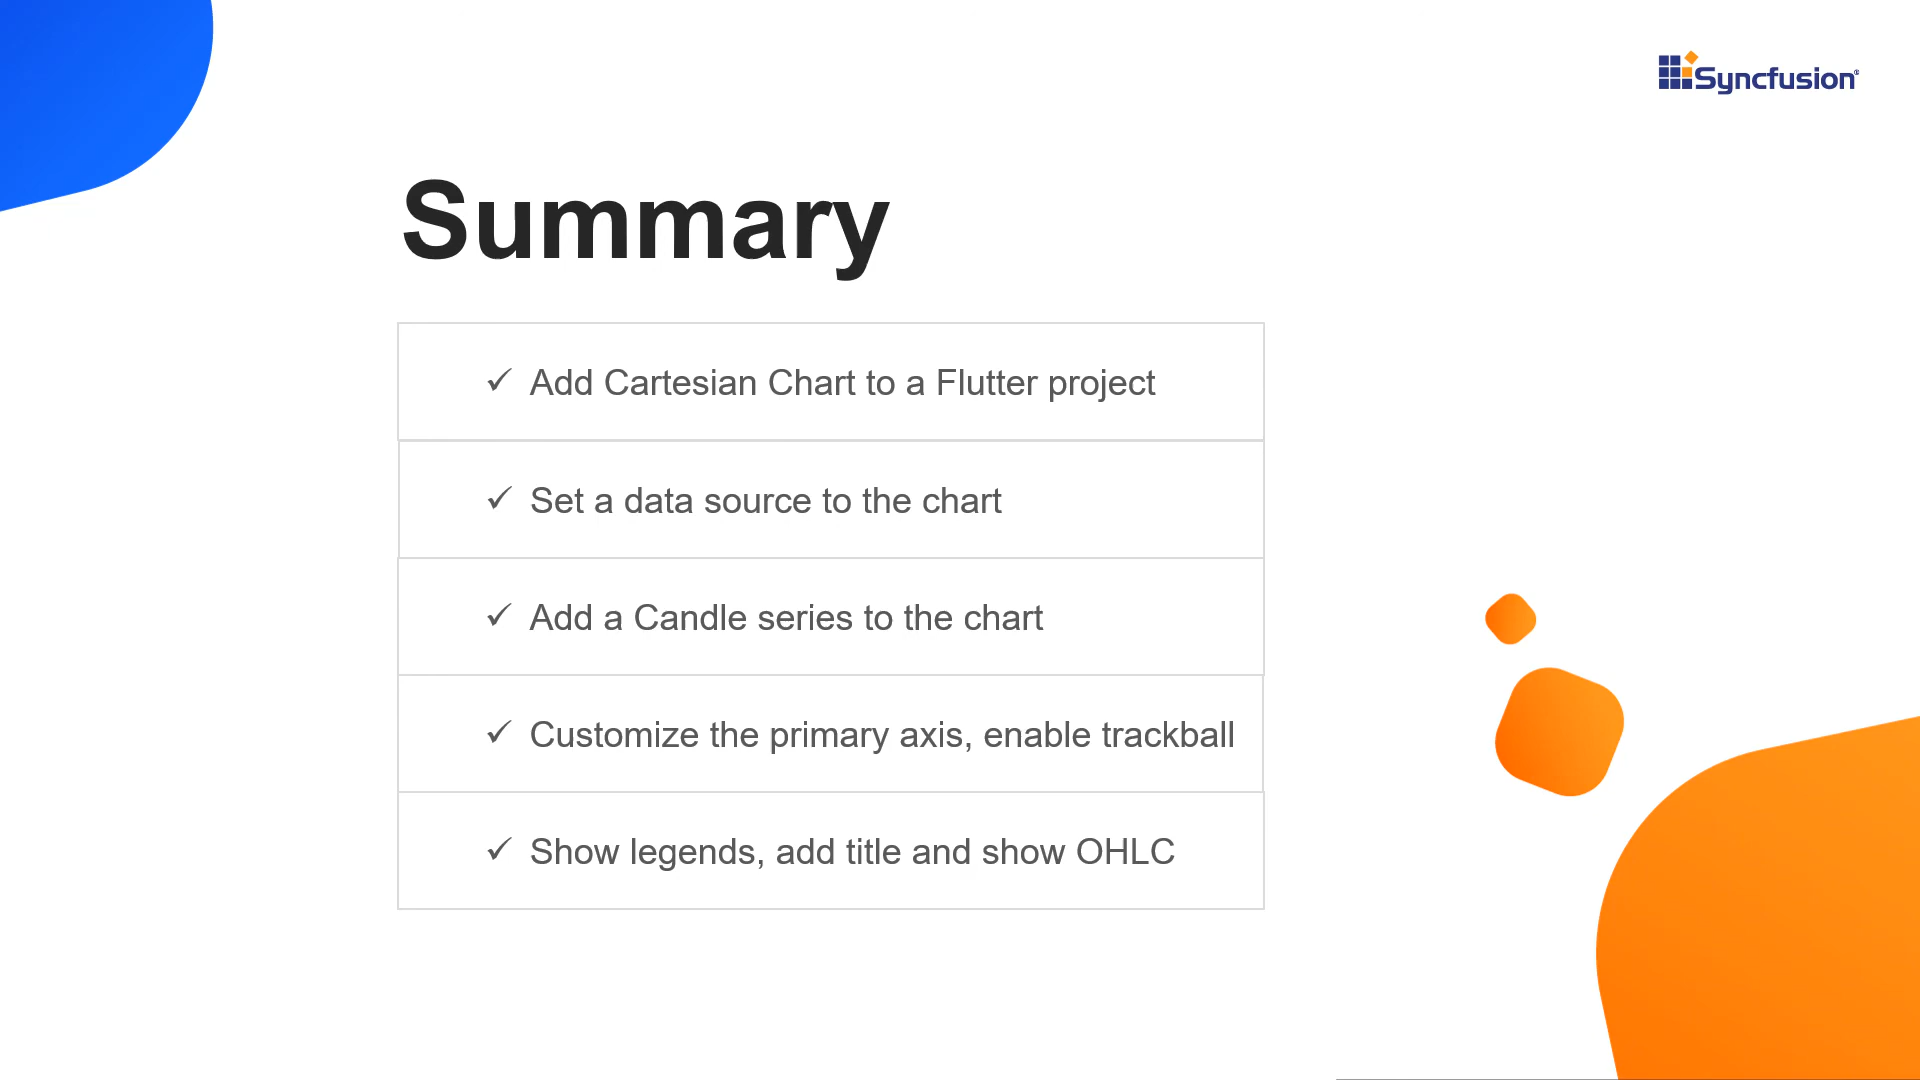 Syncfusion®
Summary
✓ Add Cartesian Chart to a Flutter project
✓ Set a data source to the chart
✓ Add a Candle series to the chart
✓ Customize the primary axis, enable trackball
✓ Show legends, add title and show OHLC